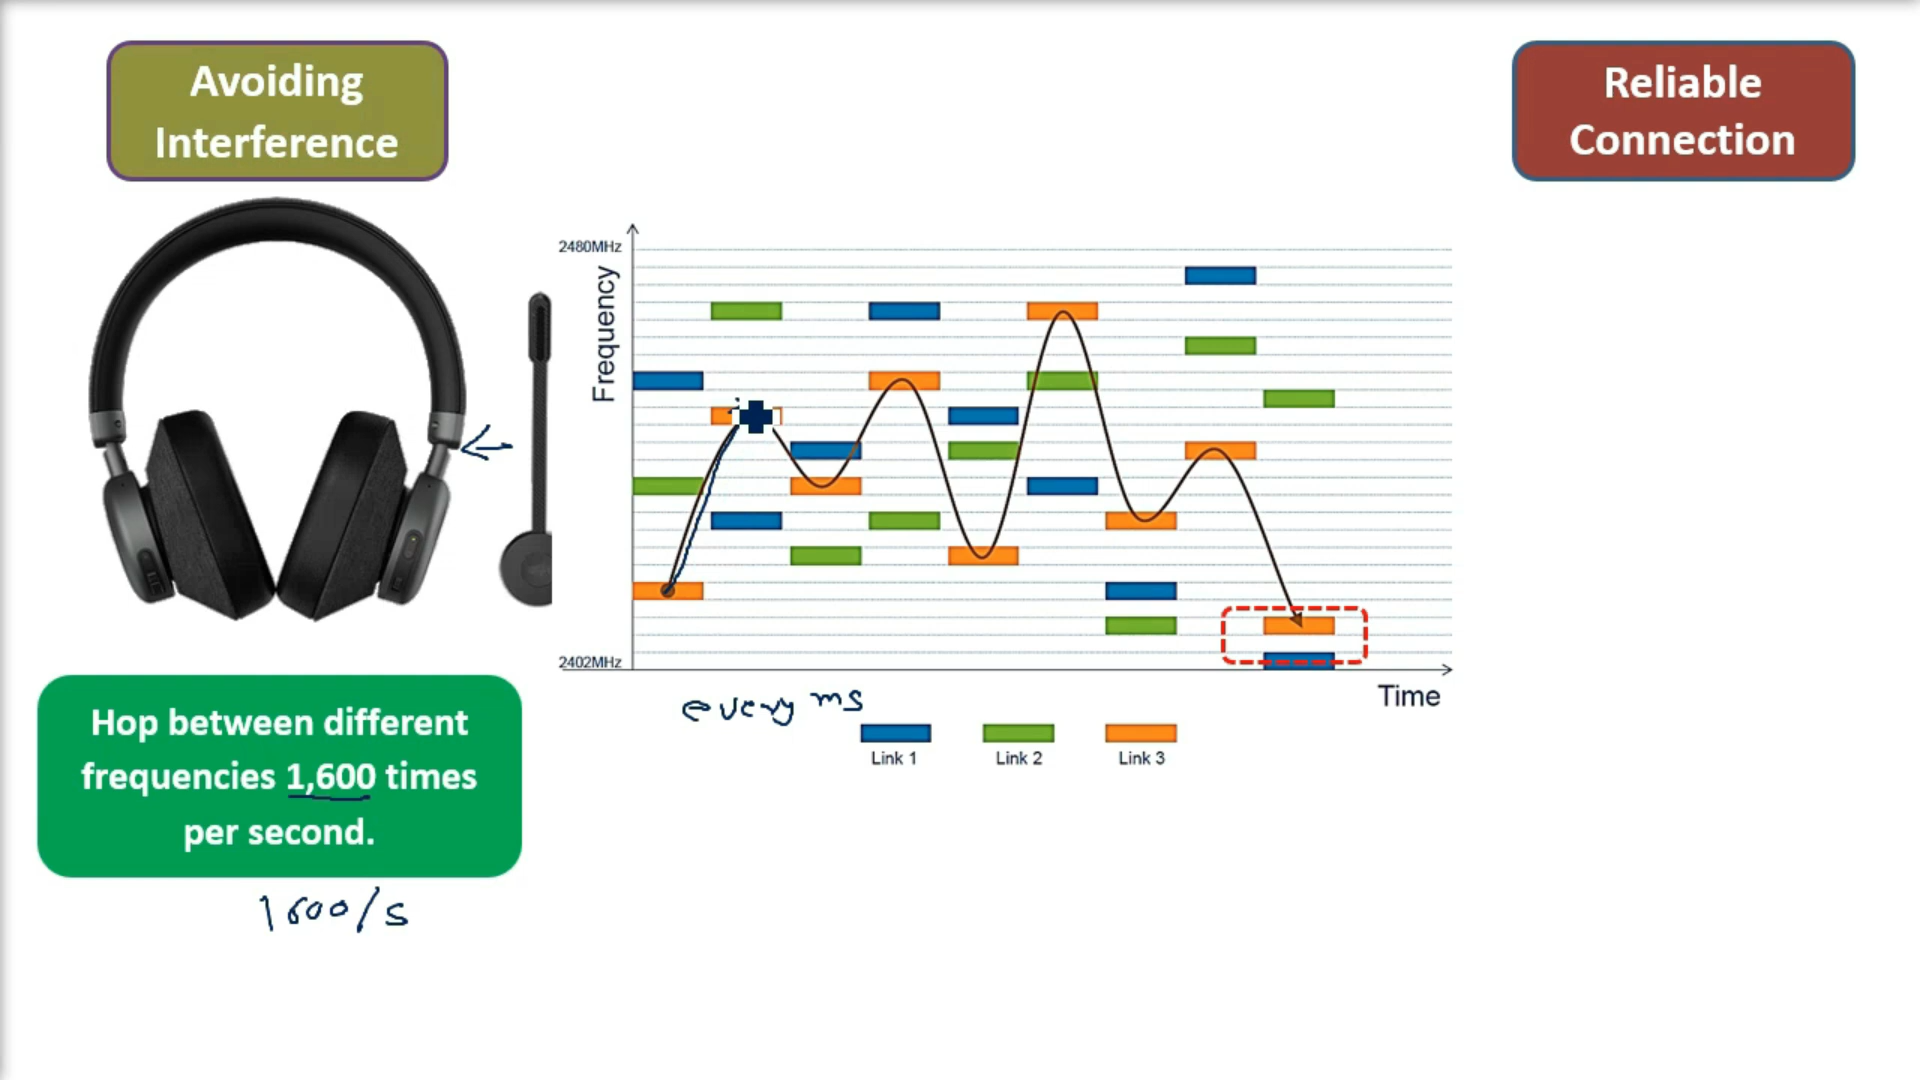 Avoiding
Interference
Reliable
Connection
2480MHz
Frequency
2402MHz
Time
every ms
Link 1
Link 2
Link 3
Hop between different
frequencies 1,600 times
per second.
1600/s